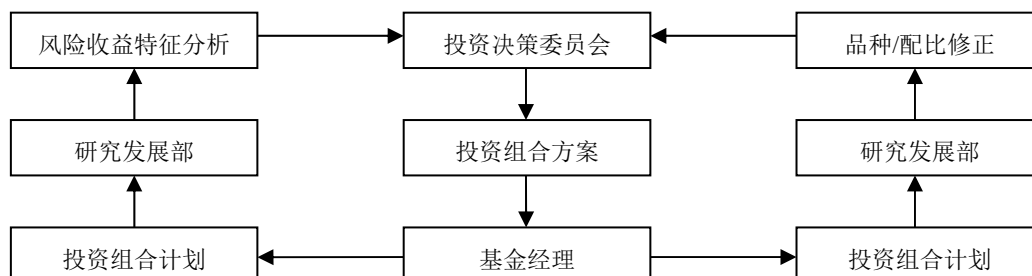 风险收益特征分析
投资决策委员会
品种/配比修正
研究发展部
投资组合方案
研究发展部
投资组合计划
基金经理
投资组合计划